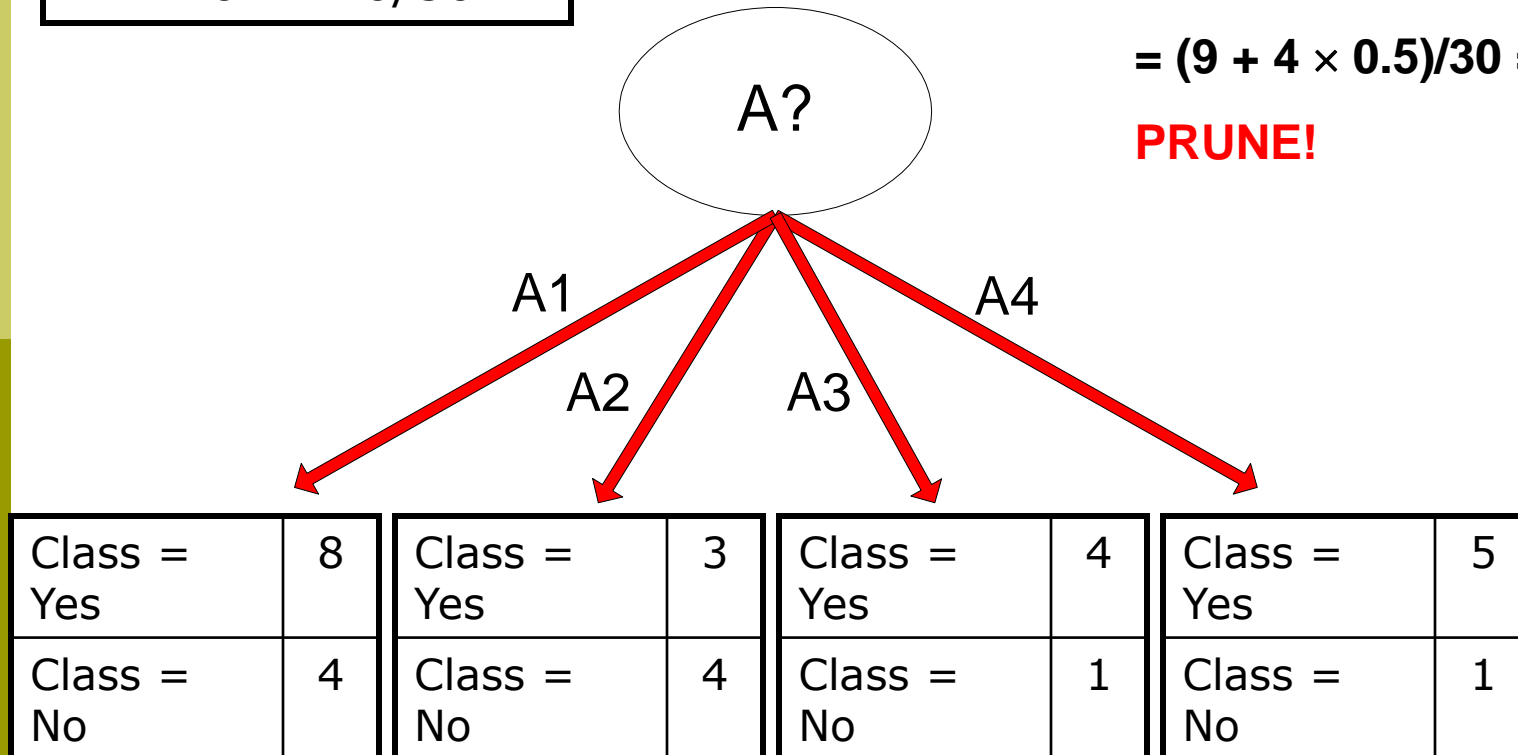 = (9 + 4 × 0.5)/30 =
PRUNE!
A?
A1
A4
A2
A3
Class = Yes 8
Class = No 4
Class = Yes 3
Class = No 4
Class = Yes 4
Class = No 1
Class = Yes 5
Class = No 1